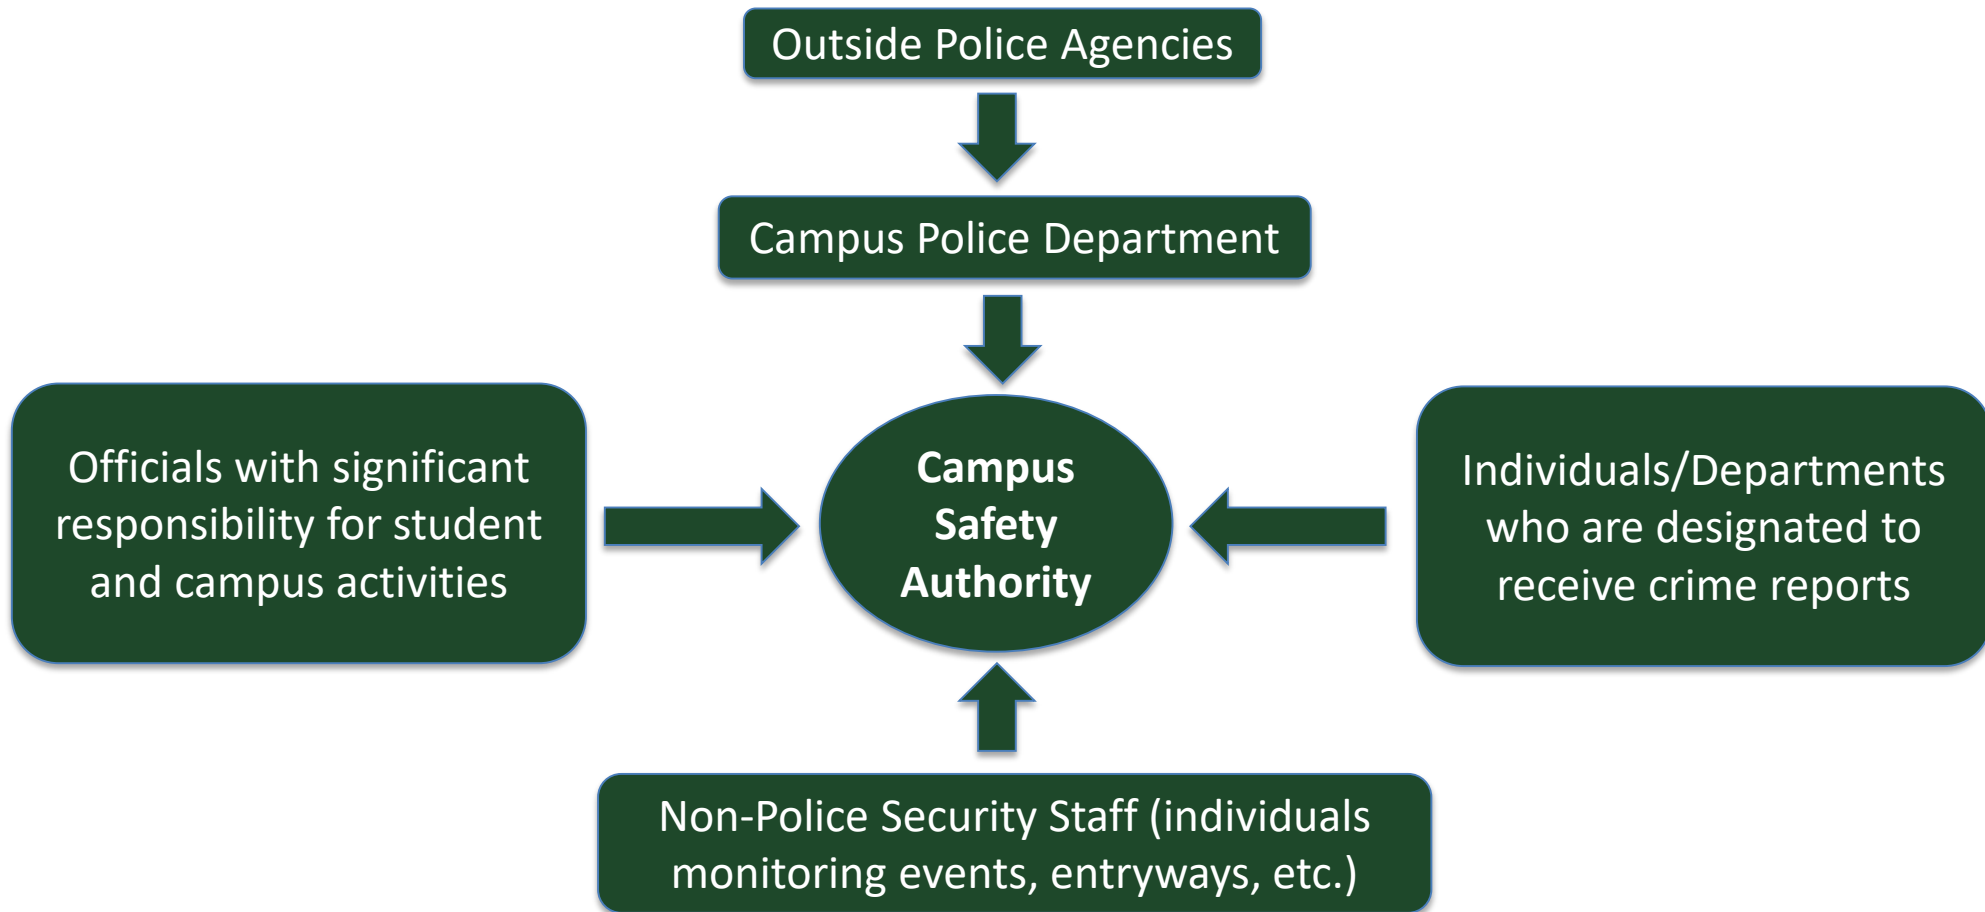 Outside Police Agencies
Campus Police Department
Officials with significant
responsibility for student
and campus activities
Campus
Safety
Authority
Individuals/Departments
who are designated to
receive crime reports
Non-Police Security Staff (individuals
monitoring events, entryways, etc.)